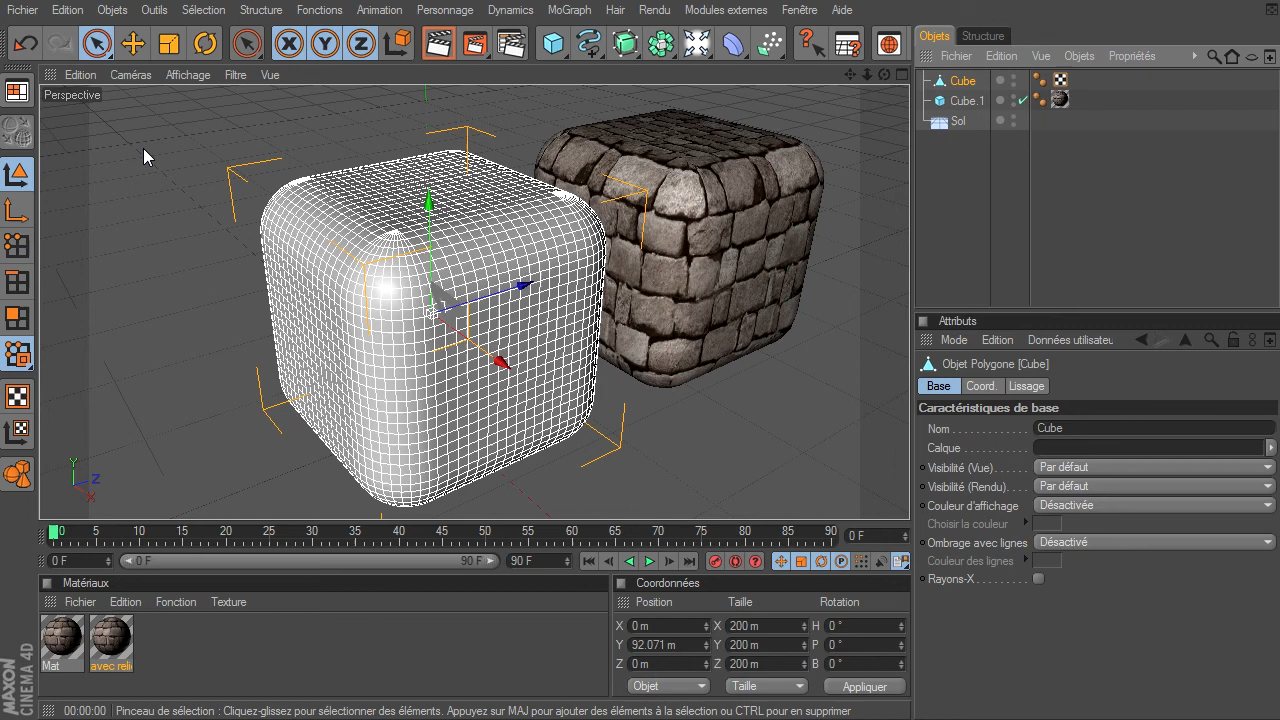 Fichier Edition Objets Outils Sélection Structure Fonctions Animation Personnage Dynamics MoGraph Hair Rendu Modules externes Fenêtre Aide
Objets Structure
Fichier Edition Vue Objets Propriétés
Edition Caméras Affichage Filtre Vue
Perspective
Cube
Cube.1
Sol
Y
Z
X
Attributs
Mode Edition Données utilisateu
Objet Polygone [Cube]
Base Coord. Lissage
Caractéristiques de base
Nom Cube
Calque
Visibilité (Vue) Par défaut
Visibilité (Rendu) Par défaut
Couleur d'affichage Désactivée
Choisir la couleur
Ombrage avec lignes Désactivé
Couleur des lignes
Rayons-X
0 5 10 15 20 25 30 35 40 45 50 55 60 65 70 75 80 85 90 0 F
0 F 0 F 90 F 90 F
Matériaux
Fichier Edition Fonction Texture
Mat avec relie
Coordonnées
Position Taille Rotation
X 0 m X 200 m H 0 °
Y 92.071 m Y 200 m P 0 °
Z 0 m Z 200 m B 0 °
Objet Taille Appliquer
MAXON
CINEMA 4D
00:00:00 Pinceau de sélection : Cliquez-glissez pour sélectionner des éléments. Appuyez sur MAJ pour ajouter des éléments à la sélection ou CTRL pour en supprimer